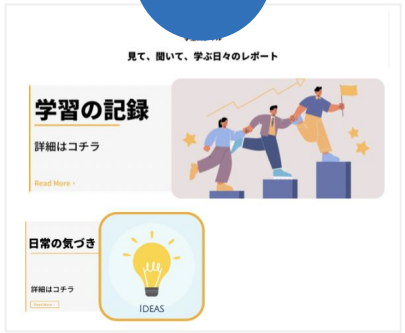 見て、聞いて、学ぶ日々のレポート
学習の記録
詳細はコチラ
Read More
日常の気づき
詳細はコチラ
Read More
IDEAS